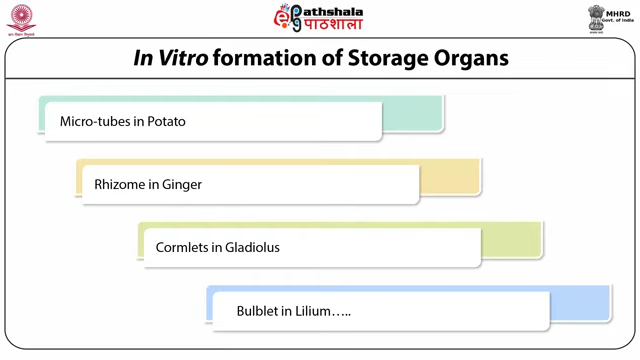 Pathshala
पाठशाला
MHRD
Govt. of India
In Vitro formation of Storage Organs
Micro-tubes in Potato
Rhizome in Ginger
Cormlets in Gladiolus
Bulblet in Lilium.....